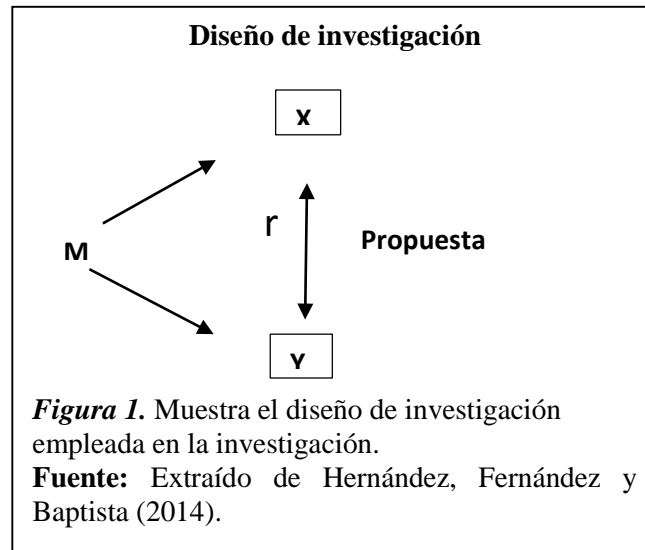 Diseño de investigación
X
r
Propuesta
M
Y
Figura 1. Muestra el diseño de investigación
empleada en la investigación.
Fuente: Extraído de Hernández, Fernández y
Baptista (2014).